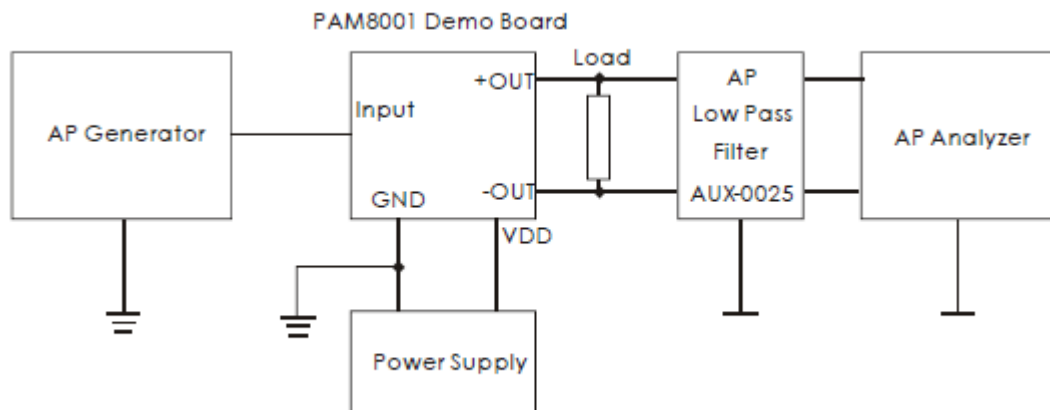 PAM8001 Demo Board
AP Generator
Input
+OUT
-OUT
GND
VDD
Load
AP
Low Pass
Filter
AUX-0025
AP Analyzer
Power Supply